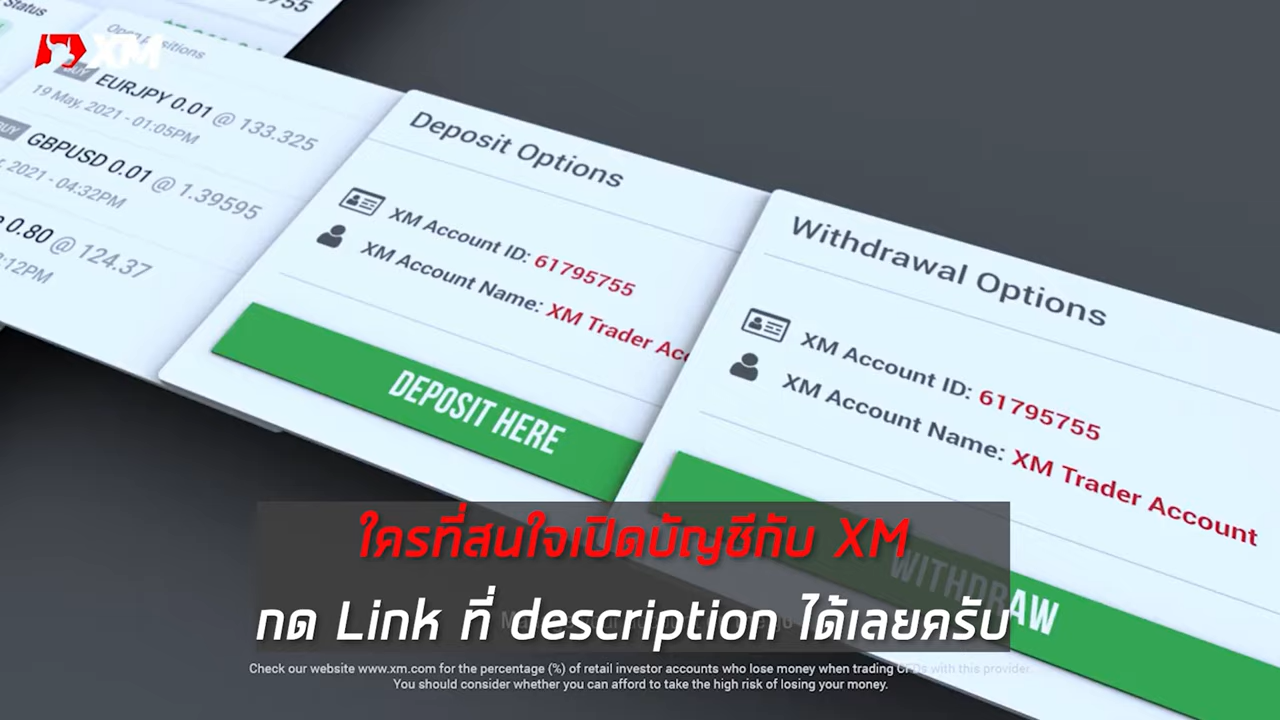 Status
55755
XM
Open Positions
BUY EURJPY 0.01 @ 133.325
19 May, 2021 - 01:05PM
BUY GBPUSD 0.01 @ 1.39595
2021 - 04:32PM
0.80 @ 124.37
:12PM
Deposit Options
XM Account ID: 61795755
XM Account Name: XM Trader Acc
DEPOSIT HERE
Withdrawal Options
XM Account ID: 61795755
XM Account Name: XM Trader Account
WITHDRAW
ใครที่สนใจเปิดบัญชีกับ XM
กด Link ที่ description ได้เลยครับ
Check our website www.xm.com for the percentage (%) of retail investor accounts who lose money when trading CFDs with this provider.
You should consider whether you can afford to take the high risk of losing your money.